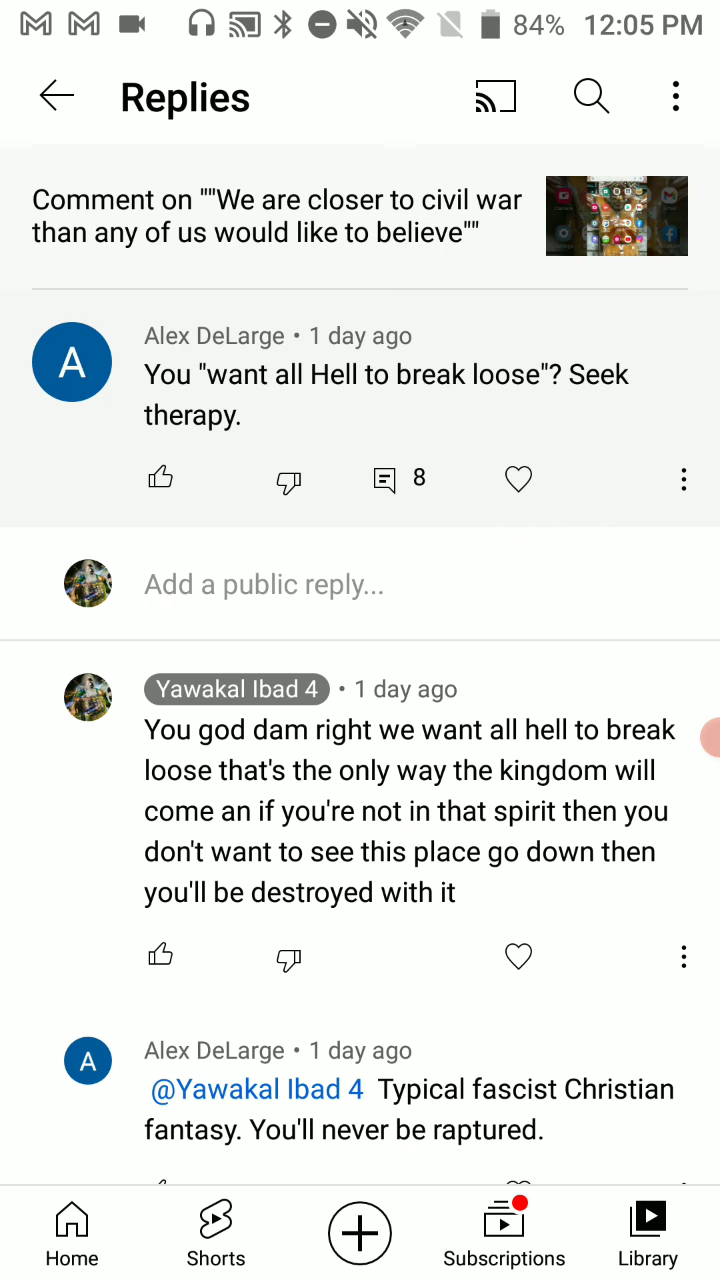 84% 12:05 PM
Replies
Comment on ""We are closer to civil war
than any of us would like to believe""
Alex DeLarge • 1 day ago
You "want all Hell to break loose"? Seek
therapy.
8
Add a public reply...
Yawakal Ibad 4 • 1 day ago
You god dam right we want all hell to break
loose that's the only way the kingdom will
come an if you're not in that spirit then you
don't want to see this place go down then
you'll be destroyed with it
A
Alex DeLarge • 1 day ago
@Yawakal Ibad 4 Typical fascist Christian
fantasy. You'll never be raptured.
Home Shorts Subscriptions Library